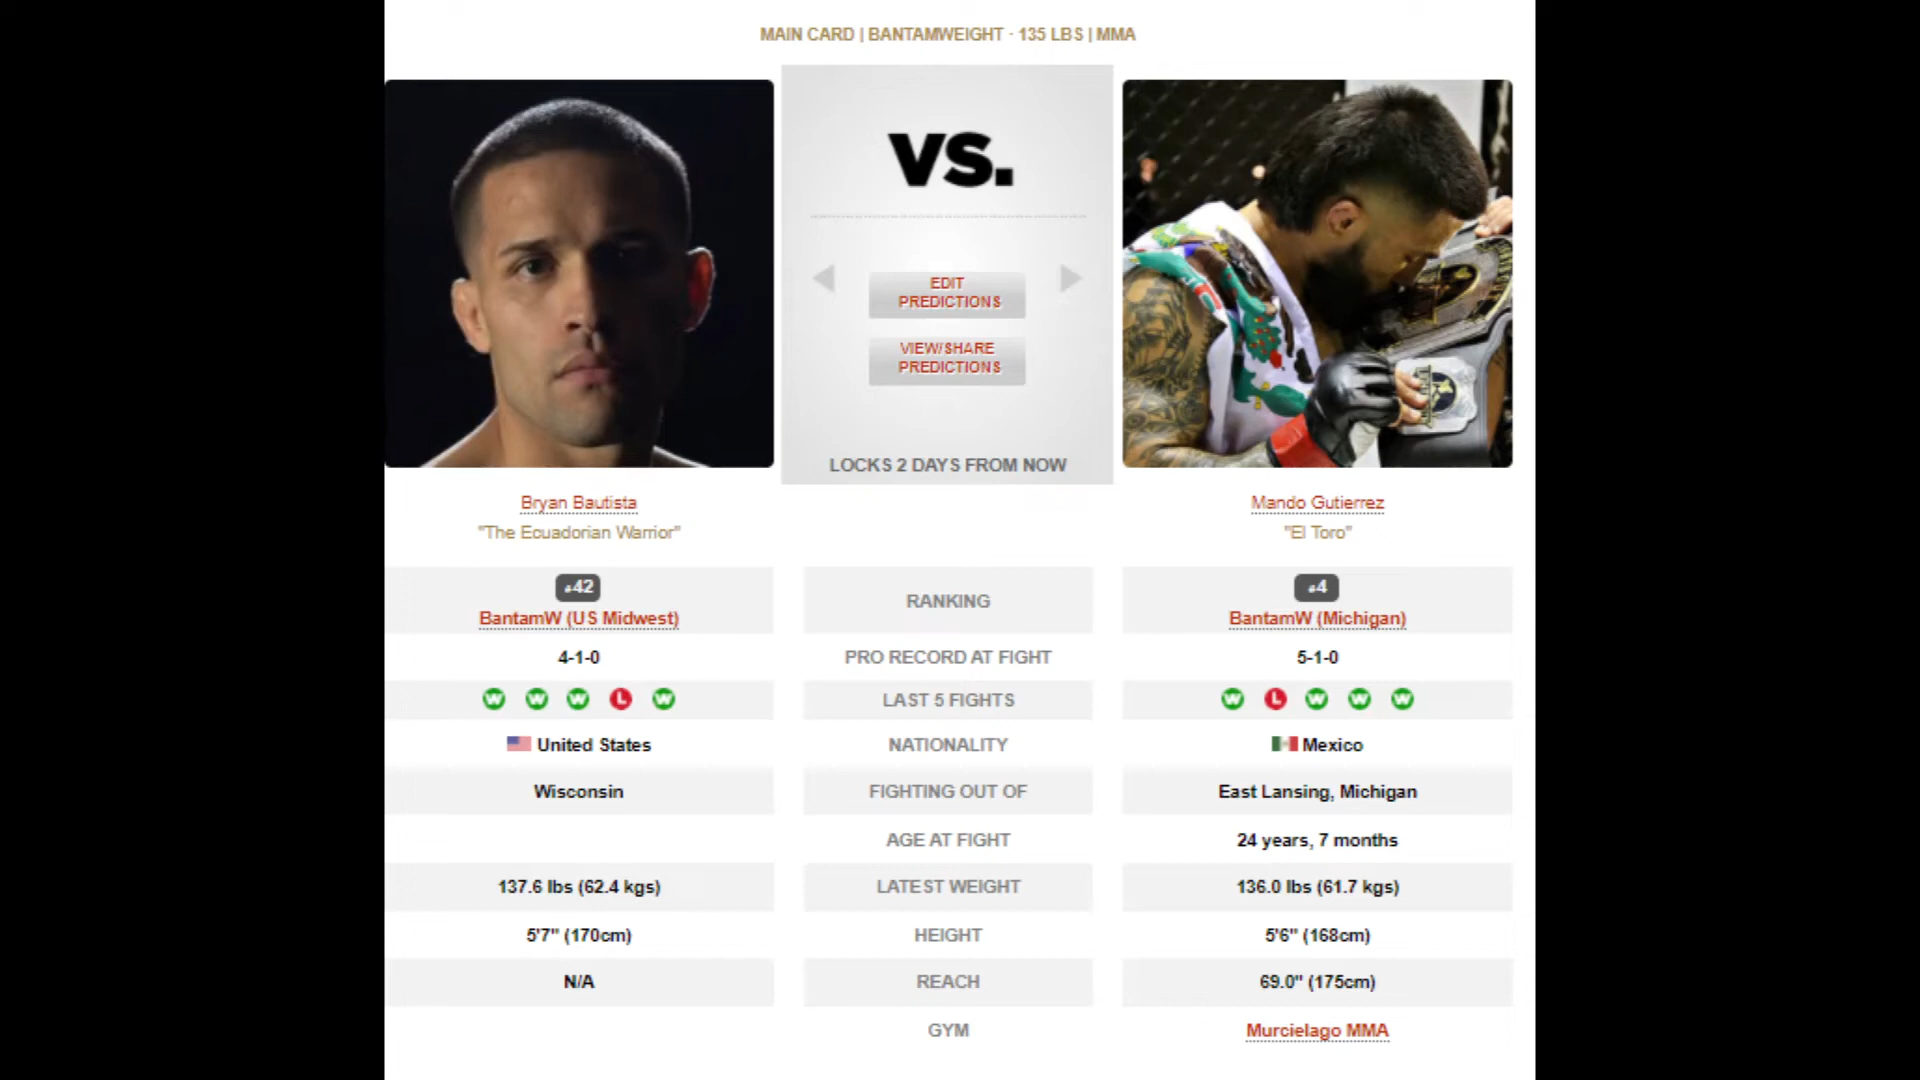 MAIN CARD | BANTAMWEIGHT · 135 LBS | MMA
VS.
EDIT
PREDICTIONS
VIEW/SHARE
PREDICTIONS
LOCKS 2 DAYS FROM NOW
Bryan Bautista
Mando Gutierrez
"The Ecuadorian Warrior"
"El Toro"
#42
RANKING
#4
BantamW (US Midwest)
BantamW (Michigan)
4-1-0
PRO RECORD AT FIGHT
5-1-0
W W W L W
LAST 5 FIGHTS
W L W W W
United States
NATIONALITY
Mexico
Wisconsin
FIGHTING OUT OF
East Lansing, Michigan
AGE AT FIGHT
24 years, 7 months
137.6 lbs (62.4 kgs)
LATEST WEIGHT
136.0 lbs (61.7 kgs)
5'7" (170cm)
HEIGHT
5'6" (168cm)
N/A
REACH
69.0" (175cm)
GYM
Murcielago MMA